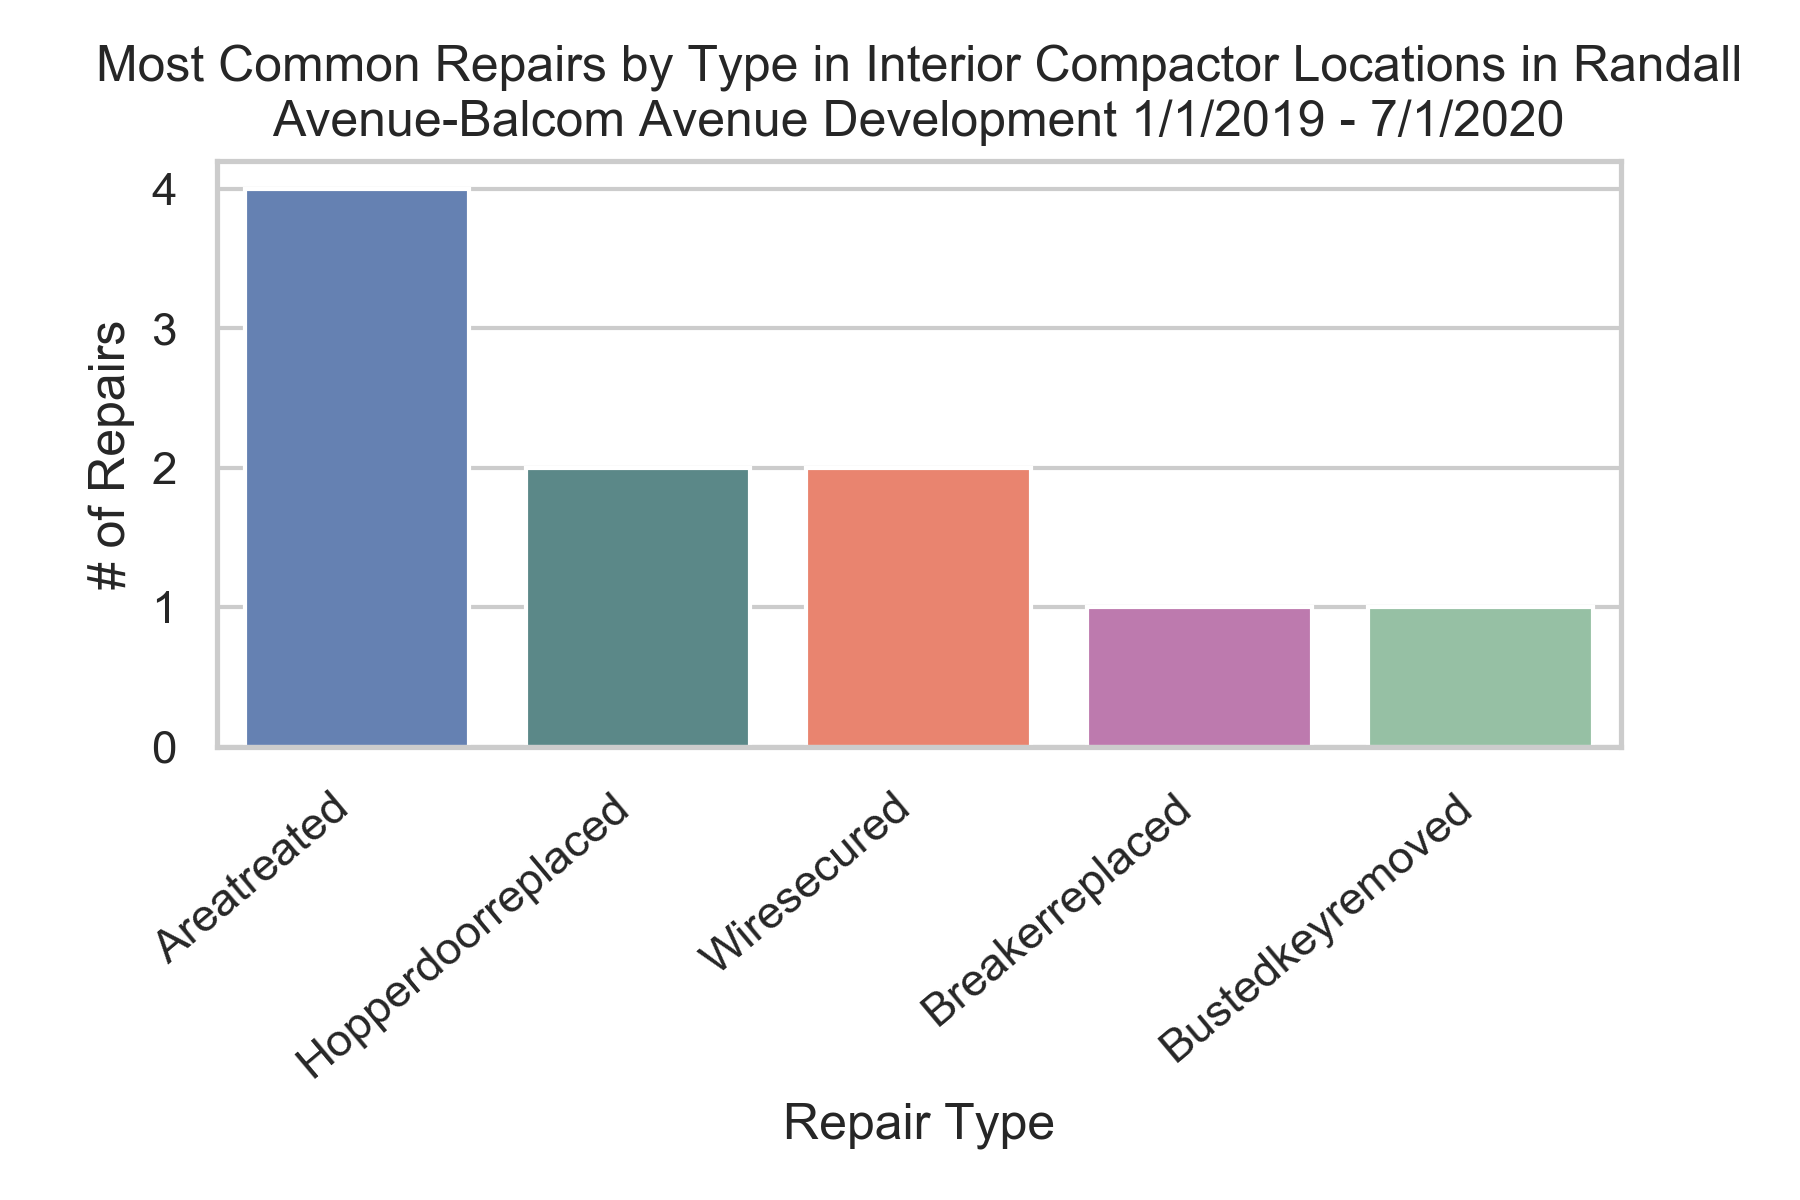 Most Common Repairs by Type in Interior Compactor Locations in Randall
Avenue-Balcom Avenue Development 1/1/2019 - 7/1/2020
# of Repairs
4
3
2
1
0
Areatreated
Hopperdoorreplaced
Wiresecured
Breakerreplaced
Bustedkeyremoved
Repair Type